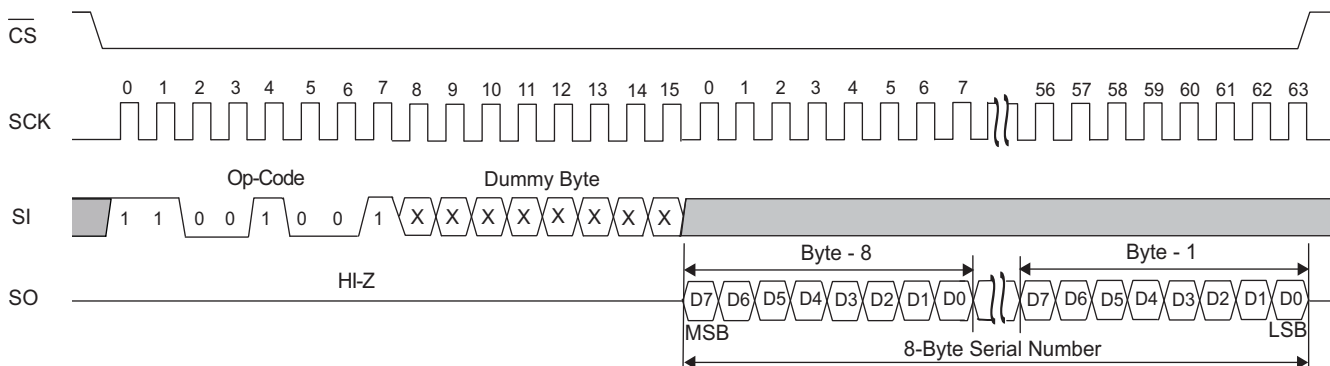 CS
0 1 2 3 4 5 6 7 8 9 10 11 12 13 14 15 0 1 2 3 4 5 6 7 56 57 58 59 60 61 62 63
SCK
Op-Code Dummy Byte
SI 1 1 0 0 1 0 0 1 X X X X X X X X
Byte - 8 Byte - 1
HI-Z
SO D7 D6 D5 D4 D3 D2 D1 D0 D7 D6 D5 D4 D3 D2 D1 D0
MSB LSB
8-Byte Serial Number